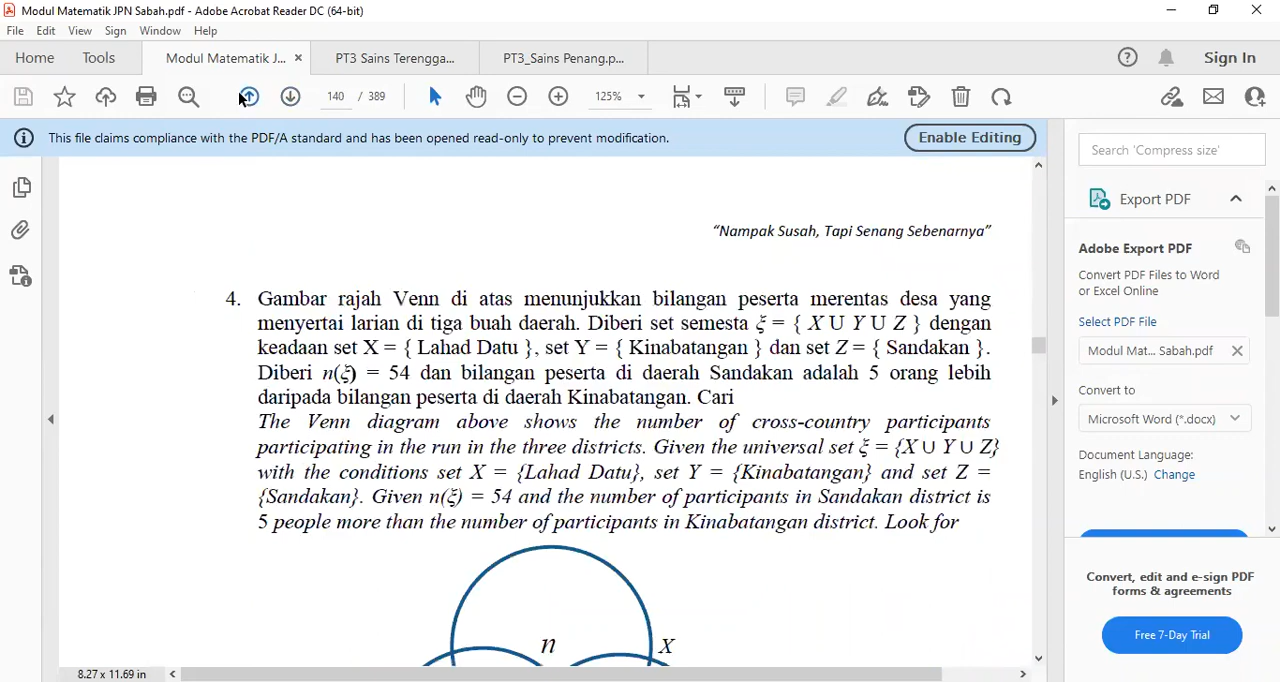 Modul Matematik JPN Sabah.pdf - Adobe Acrobat Reader DC (64-bit)
File Edit View Sign Window Help
Home Tools Modul Matematik J... × PT3 Sains Terengga... PT3_Sains Penang.p... Sign In
140 / 389 125%
This file claims compliance with the PDF/A standard and has been opened read-only to prevent modification. Enable Editing
"Nampak Susah, Tapi Senang Sebenarnya"
4. Gambar rajah Venn di atas menunjukkan bilangan peserta merentas desa yang
menyertai larian di tiga buah daerah. Diberi set semesta ξ = { X U Y U Z } dengan
keadaan set X = { Lahad Datu }, set Y = { Kinabatangan } dan set Z = { Sandakan }.
Diberi n(ξ) = 54 dan bilangan peserta di daerah Sandakan adalah 5 orang lebih
daripada bilangan peserta di daerah Kinabatangan. Cari
The Venn diagram above shows the number of cross-country participants
participating in the run in the three districts. Given the universal set ξ = {X ∪ Y ∪ Z}
with the conditions set X = {Lahad Datu}, set Y = {Kinabatangan} and set Z =
{Sandakan}. Given n(ξ) = 54 and the number of participants in Sandakan district is
5 people more than the number of participants in Kinabatangan district. Look for
n X
8.27 x 11.69 in
Search 'Compress size'
Export PDF
Adobe Export PDF
Convert PDF Files to Word
or Excel Online
Select PDF File
Modul Mat... Sabah.pdf
Convert to
Microsoft Word (*.docx)
Document Language:
English (U.S.) Change
Convert, edit and e-sign PDF
forms & agreements
Free 7-Day Trial